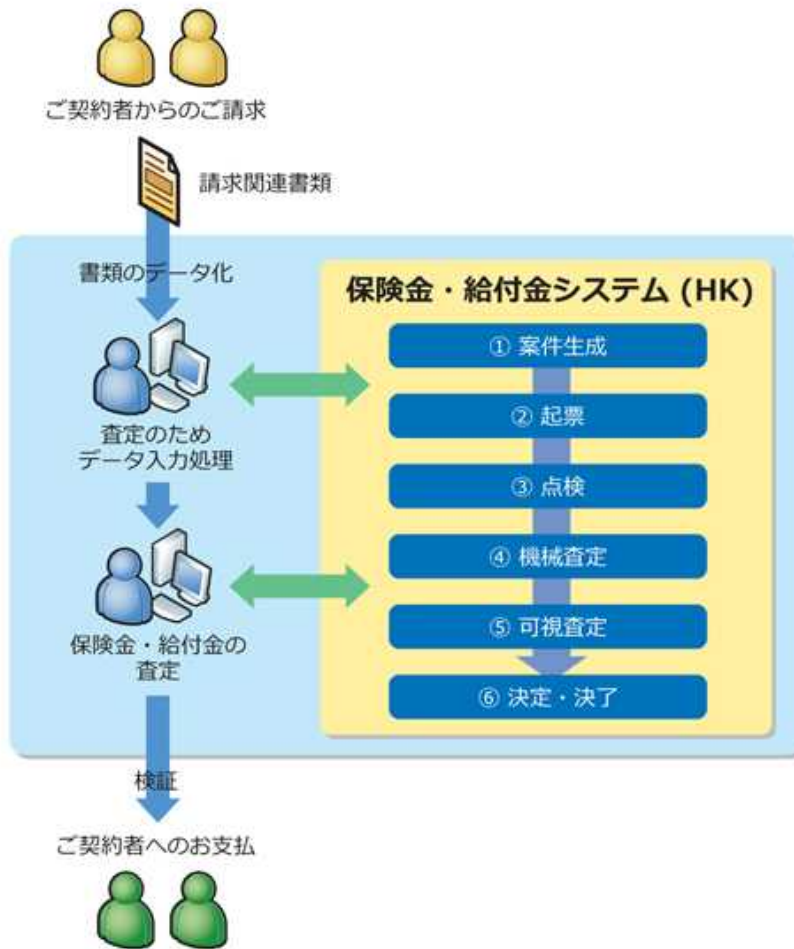 ご契約者からのご請求
請求関連書類
書類のデータ化
査定のため
データ入力処理
保険金・給付金の
査定
検証
ご契約者へのお支払
保険金・給付金システム (HK)
① 案件生成
② 起票
③ 点検
④ 機械査定
⑤ 可視査定
⑥ 決定・決了